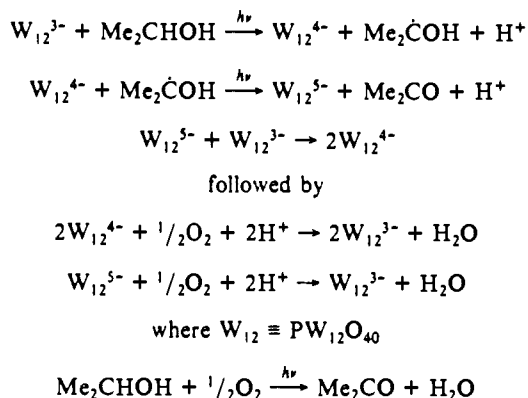 W₁₂³⁻ + Me₂CHOH —hν→ W₁₂⁴⁻ + Me₂ĊOH + H⁺
W₁₂⁴⁻ + Me₂ĊOH —hν→ W₁₂⁵⁻ + Me₂CO + H⁺
W₁₂⁵⁻ + W₁₂³⁻ → 2W₁₂⁴⁻
followed by
2W₁₂⁴⁻ + ¹/₂O₂ + 2H⁺ → 2W₁₂³⁻ + H₂O
W₁₂⁵⁻ + ¹/₂O₂ + 2H⁺ → W₁₂³⁻ + H₂O
where W₁₂ ≡ PW₁₂O₄₀
Me₂CHOH + ¹/₂O₂ —hν→ Me₂CO + H₂O